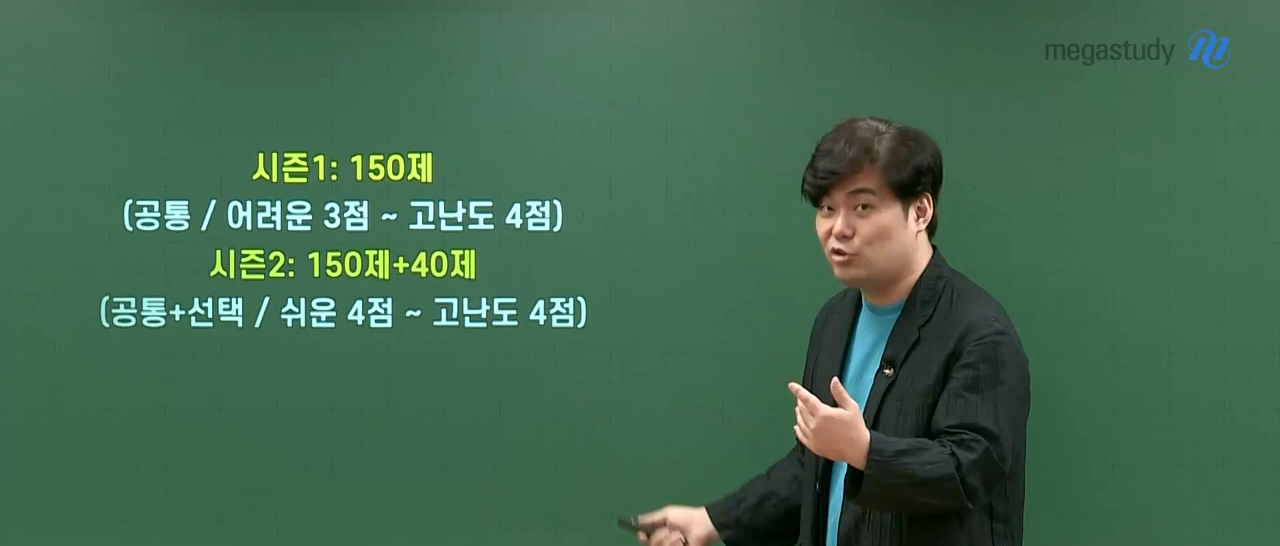 megastudy
시즌1: 150제
(공통 / 어려운 3점 ~ 고난도 4점)
시즌2: 150제+40제
(공통+선택 / 쉬운 4점 ~ 고난도 4점)